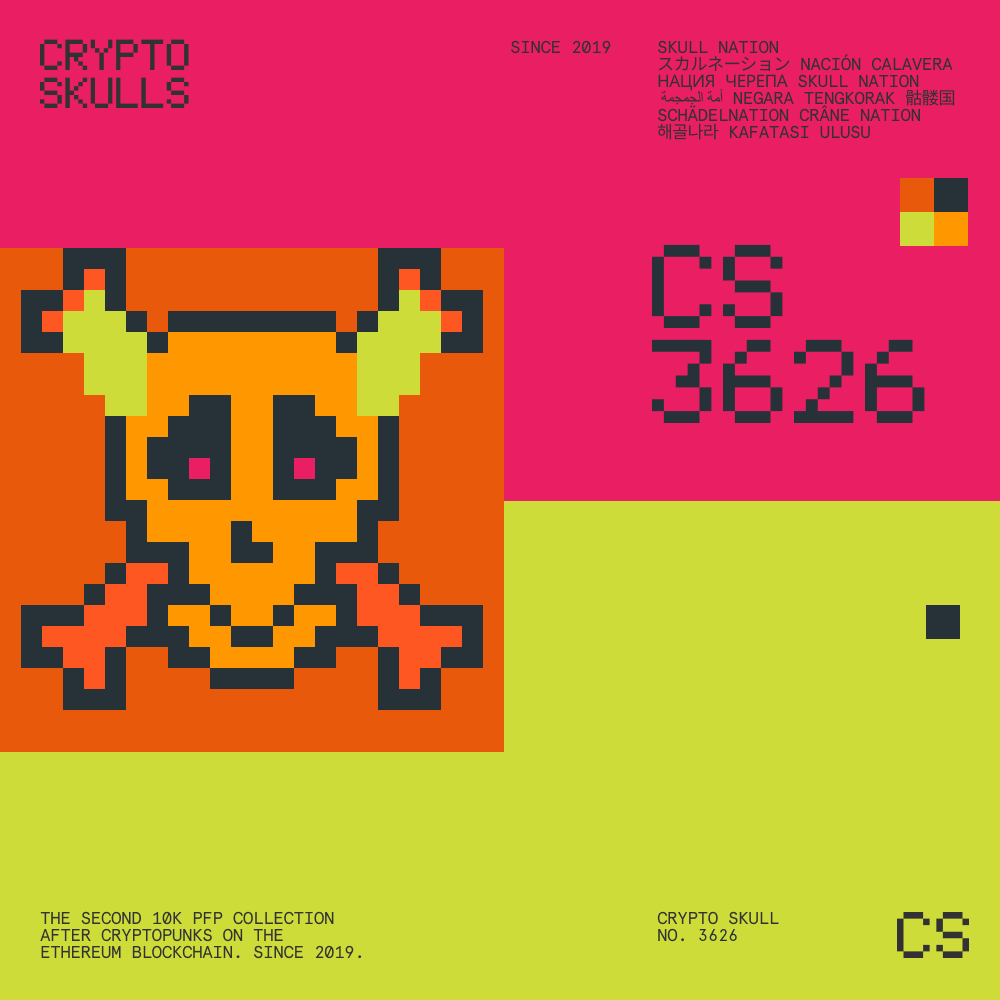 CRYPTO
SKULLS
SINCE 2019
SKULL NATION
スカルネーション NACIÓN CALAVERA
НАЦИЯ ЧЕРЕПА SKULL NATION
أمة الجمجمة NEGARA TENGKORAK 骷髅国
SCHÄDELNATION CRÂNE NATION
해골나라 KAFATASI ULUSU
CS
3626
THE SECOND 10K PFP COLLECTION
AFTER CRYPTOPUNKS ON THE
ETHEREUM BLOCKCHAIN. SINCE 2019.
CRYPTO SKULL
NO. 3626
CS